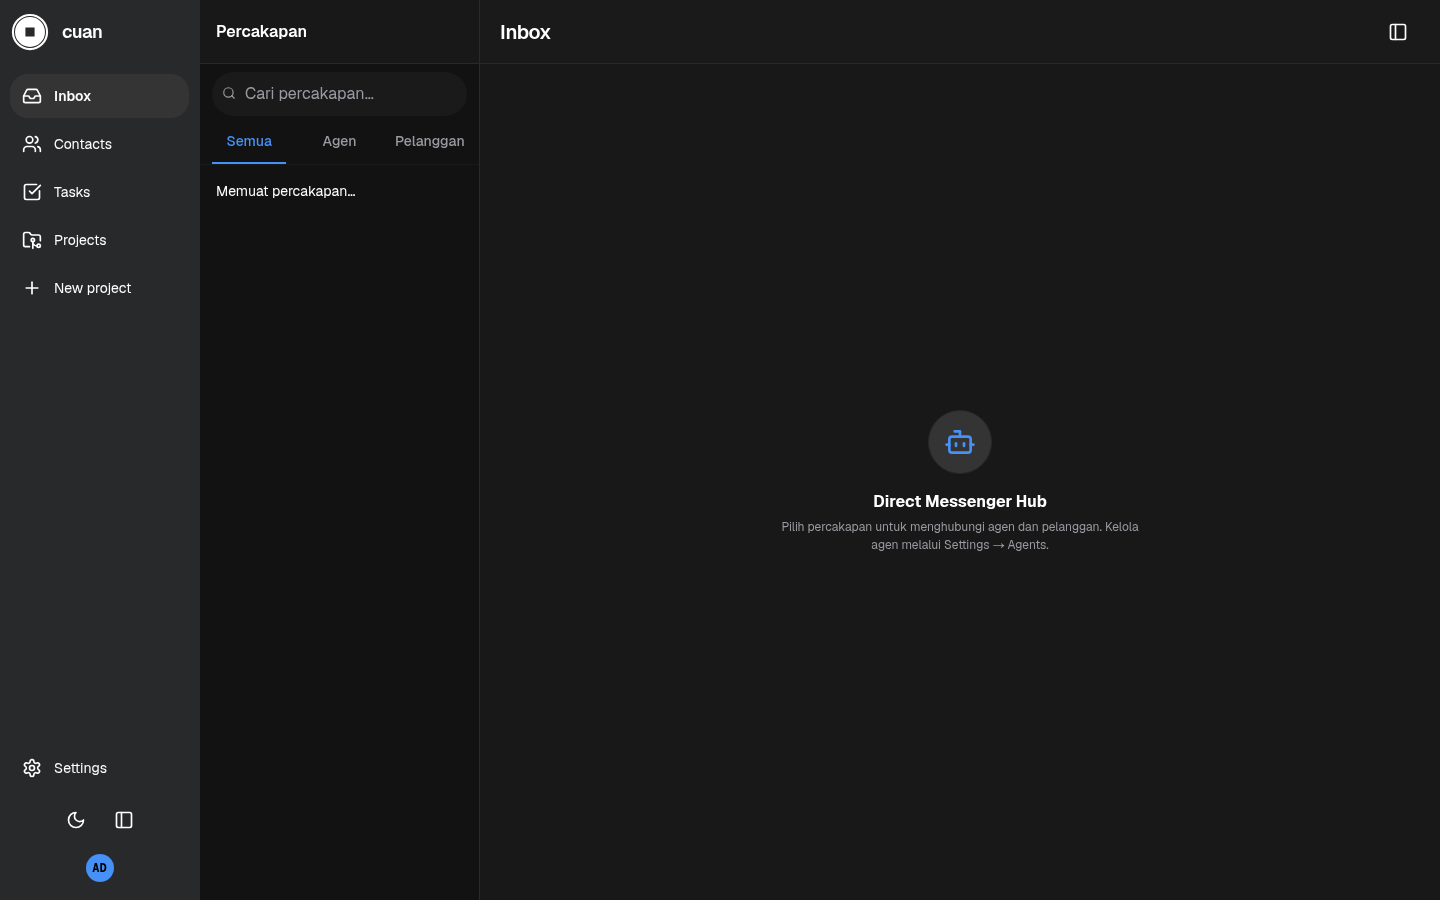 cuan
Inbox
Contacts
Tasks
Projects
New project
Settings
AD
Percakapan
Cari percakapan...
Semua
Agen
Pelanggan
Memuat percakapan...
Inbox
Direct Messenger Hub
Pilih percakapan untuk menghubungi agen dan pelanggan. Kelola
agen melalui Settings → Agents.